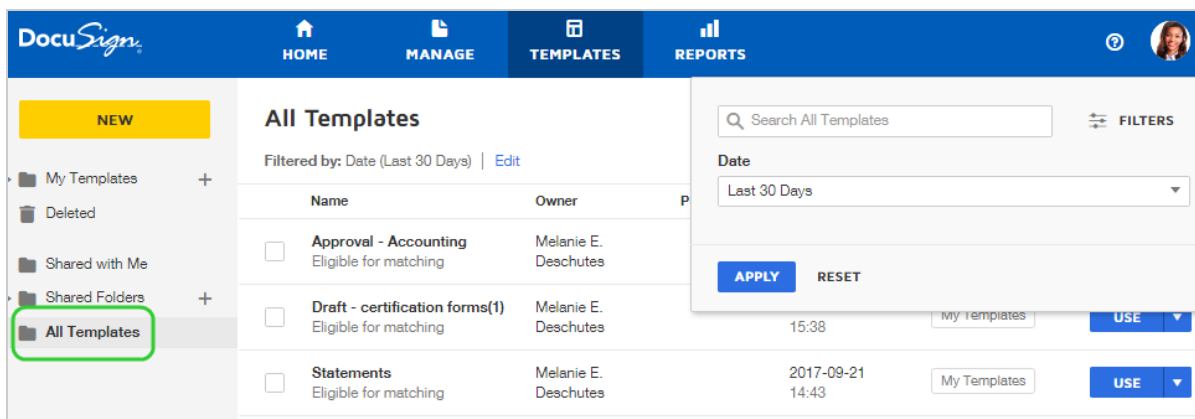 DocuSign
HOME
MANAGE
TEMPLATES
REPORTS
NEW
My Templates
Deleted
Shared with Me
Shared Folders
All Templates
All Templates
Filtered by: Date (Last 30 Days) | Edit
Search All Templates
FILTERS
Date
Last 30 Days
APPLY RESET
Name Owner P
Approval - Accounting Melanie E.
Eligible for matching Deschutes
Draft - certification forms(1) Melanie E.
Eligible for matching Deschutes 15:38 My Templates USE
Statements Melanie E. 2017-09-21
Eligible for matching Deschutes 14:43 My Templates USE